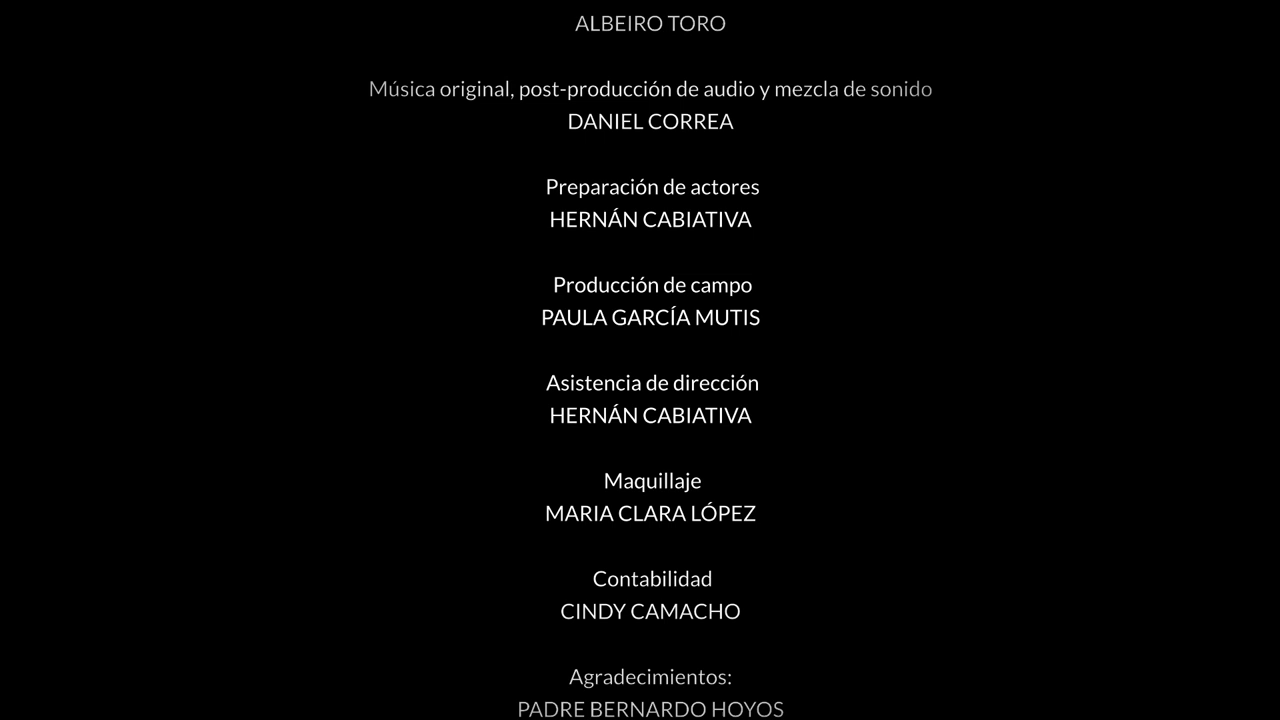 ALBEIRO TORO
Música original, post-producción de audio y mezcla de sonido
DANIEL CORREA
Preparación de actores
HERNÁN CABIATIVA
Producción de campo
PAULA GARCÍA MUTIS
Asistencia de dirección
HERNÁN CABIATIVA
Maquillaje
MARIA CLARA LÓPEZ
Contabilidad
CINDY CAMACHO
Agradecimientos:
PADRE BERNARDO HOYOS